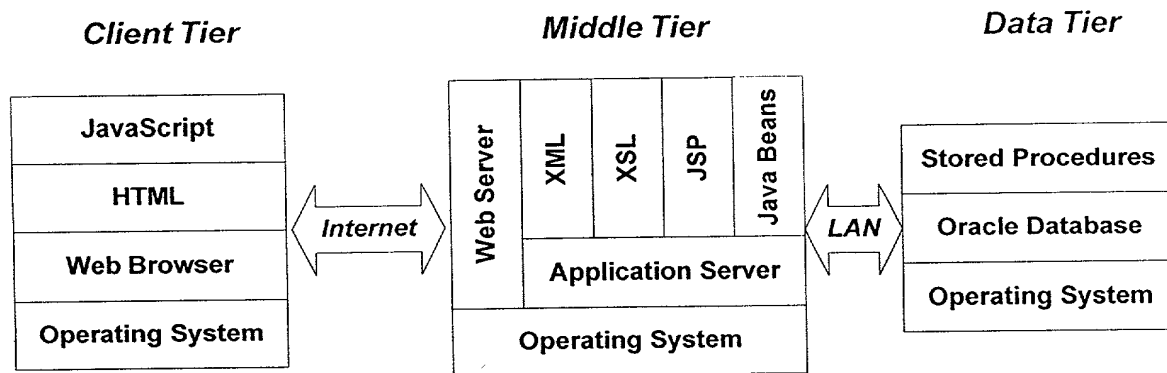 Client Tier
Middle Tier
Data Tier
JavaScript
HTML
Web Browser
Operating System
Internet
Web Server
XML
XSL
JSP
Java Beans
Application Server
Operating System
LAN
Stored Procedures
Oracle Database
Operating System